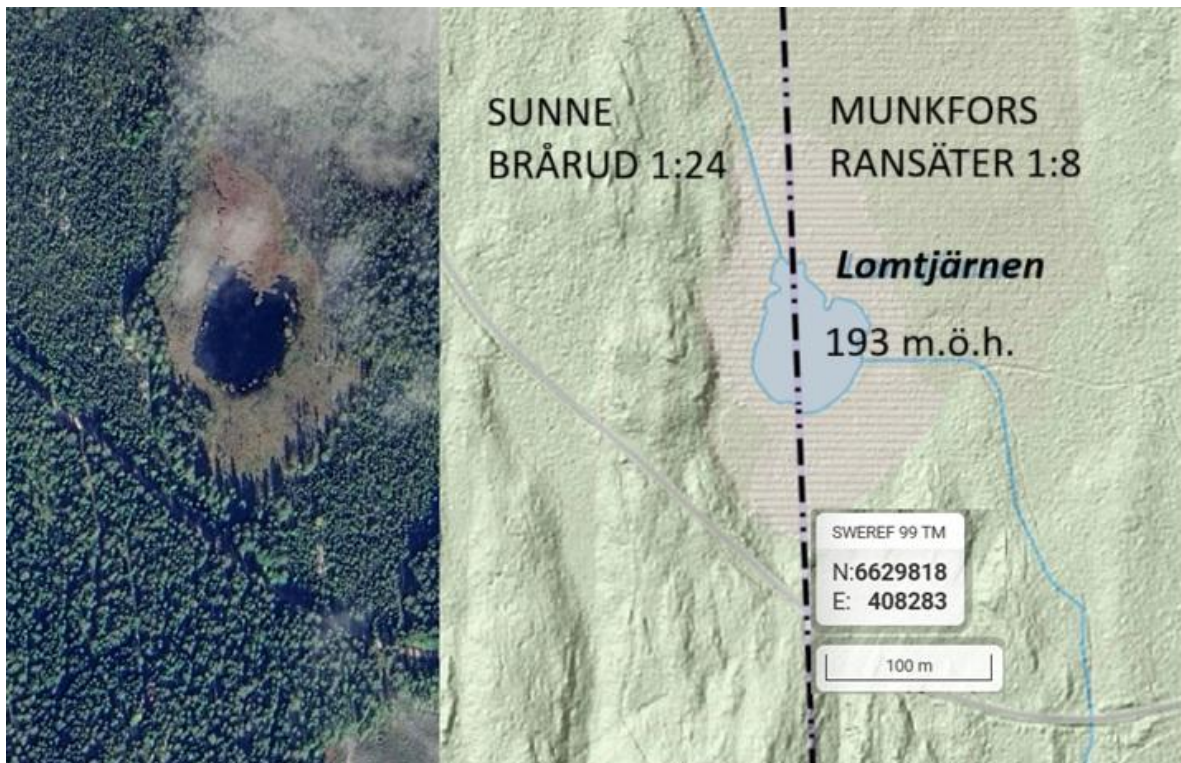 SUNNE
BRÅRUD 1:24
MUNKFORS
RANSÄTER 1:8
Lomtjärnen
193 m.ö.h.
SWEREF 99 TM
N:6629818
E: 408283
100 m